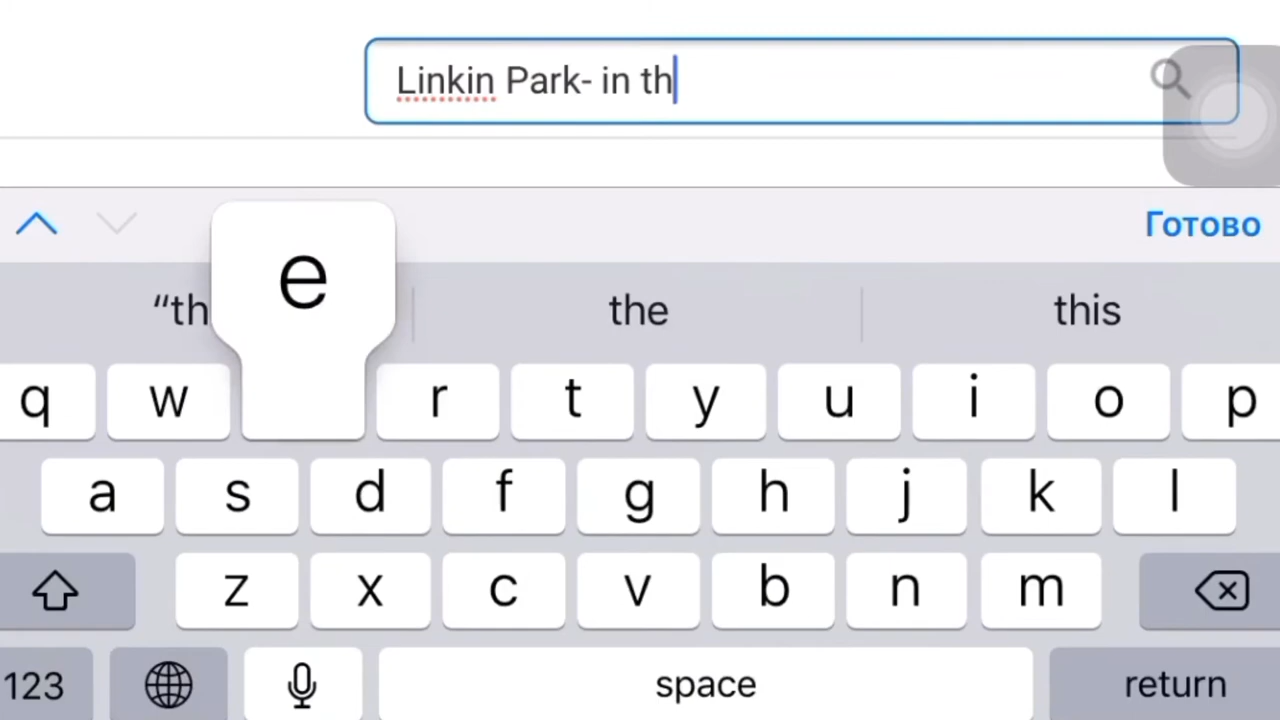 Linkin Park- in th
Готово
e
“th
the
this
q w r t y u i o p
a s d f g h j k l
z x c v b n m
123
space
return